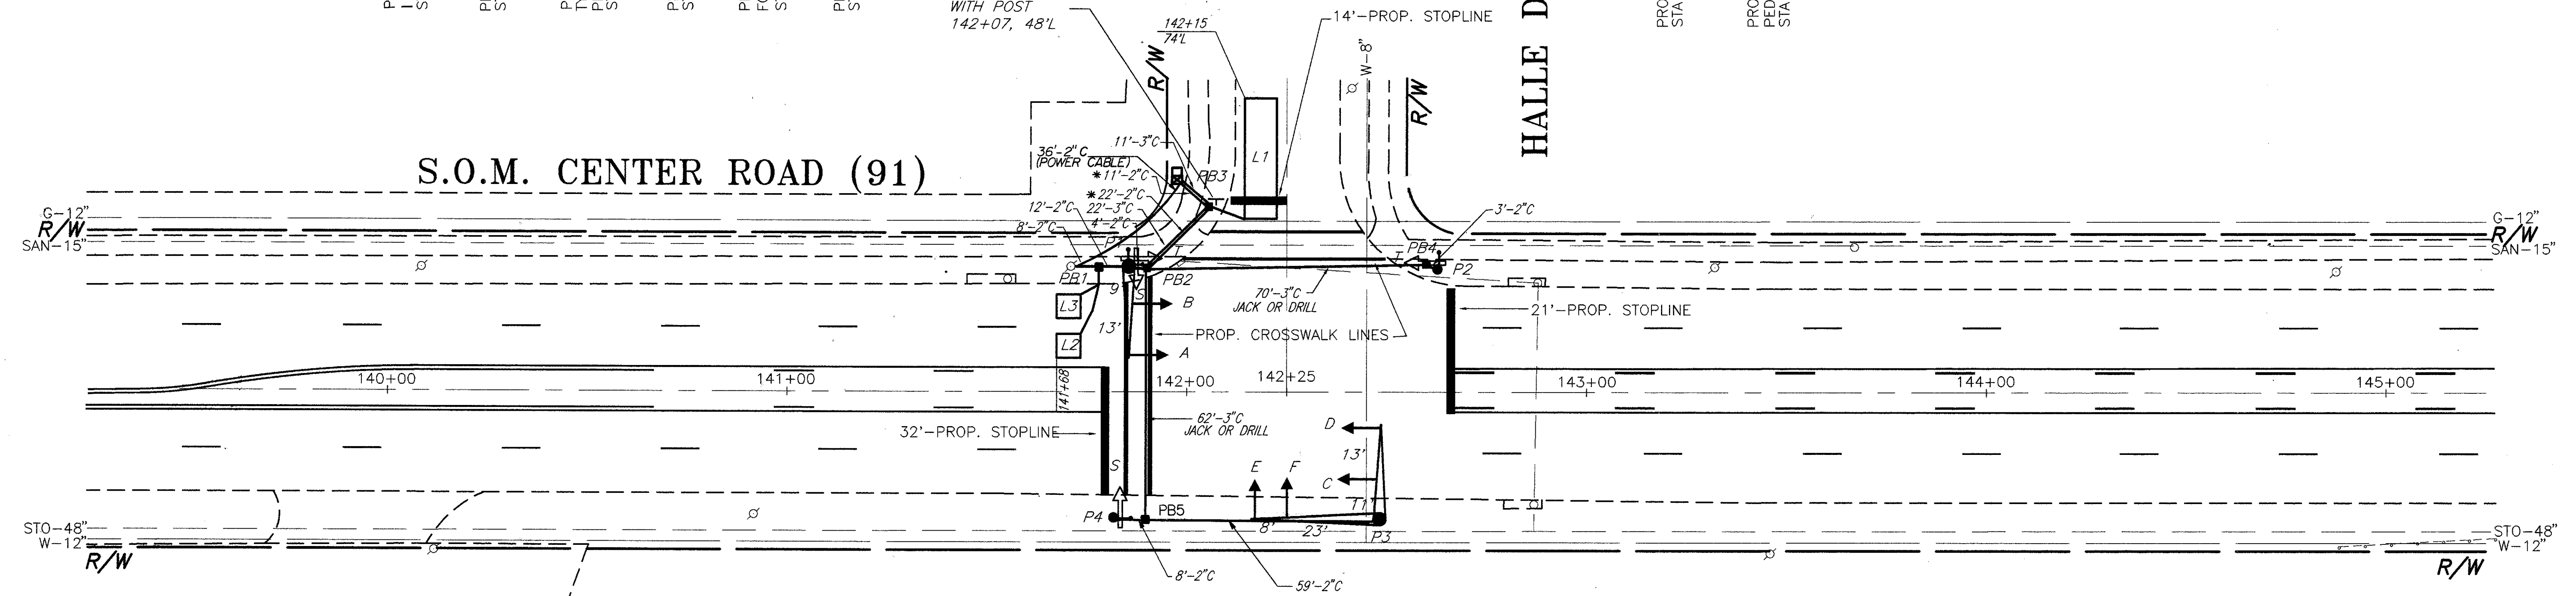 WITH POST
142+07, 48'L
142+15
74'L
14'-PROP. STOPLINE
W-8"
R/W
R/W
HALLE D
PRO
STA
PRO
PED
STA
S.O.M. CENTER ROAD (91)
11'-3"C
36'-2"C
(POWER CABLE)
*11'-2"C
PB3
L1
*22'-2"C
12'-2"C
22'-3"C
3'-2"C
8'-2"C
4'-2"C
G-12"
R/W
SAN-15"
G-12"
R/W
SAN-15"
PB1
PB2
PB4
P2
9'
S
B
L3
70'-3"C
JACK OR DRILL
13'
21'-PROP. STOPLINE
L2
PROP. CROSSWALK LINES
A
140+00
141+00
141+68
142+00
142+25
143+00
144+00
145+00
62'-3"C
JACK OR DRILL
32'-PROP. STOPLINE
D
13'
S
E
F
C
11'
P4
PB5
8'
23'
P3
STO-48"
W-12"
R/W
STO-48"
W-12"
R/W
8'-2"C
59'-2"C